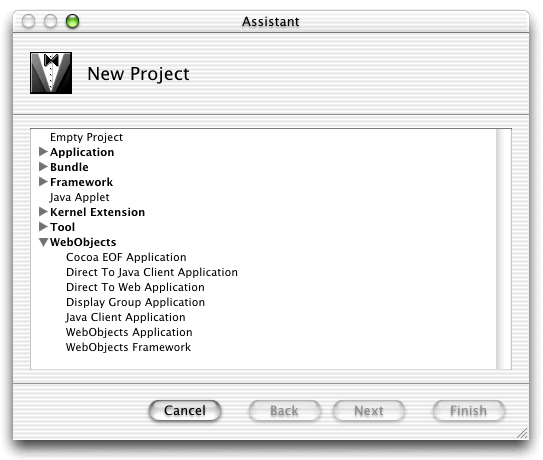 Assistant
New Project
Empty Project
Application
Bundle
Framework
Java Applet
Kernel Extension
Tool
WebObjects
Cocoa EOF Application
Direct To Java Client Application
Direct To Web Application
Display Group Application
Java Client Application
WebObjects Application
WebObjects Framework
Cancel Back Next Finish